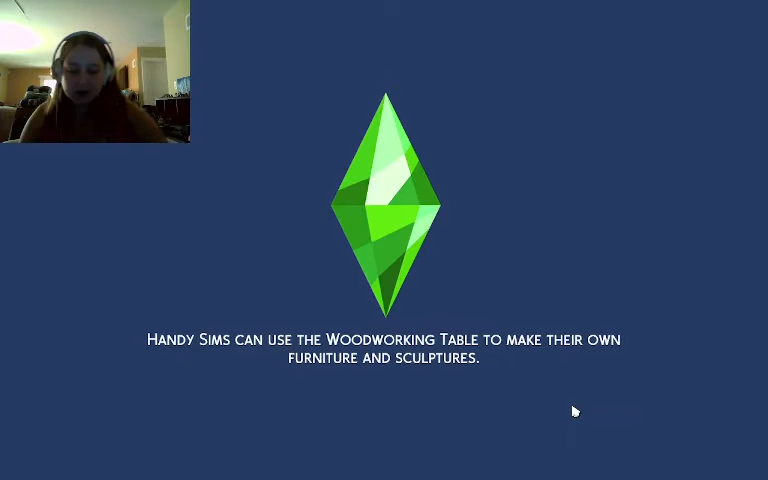 Handy Sims can use the Woodworking Table to make their own
furniture and sculptures.